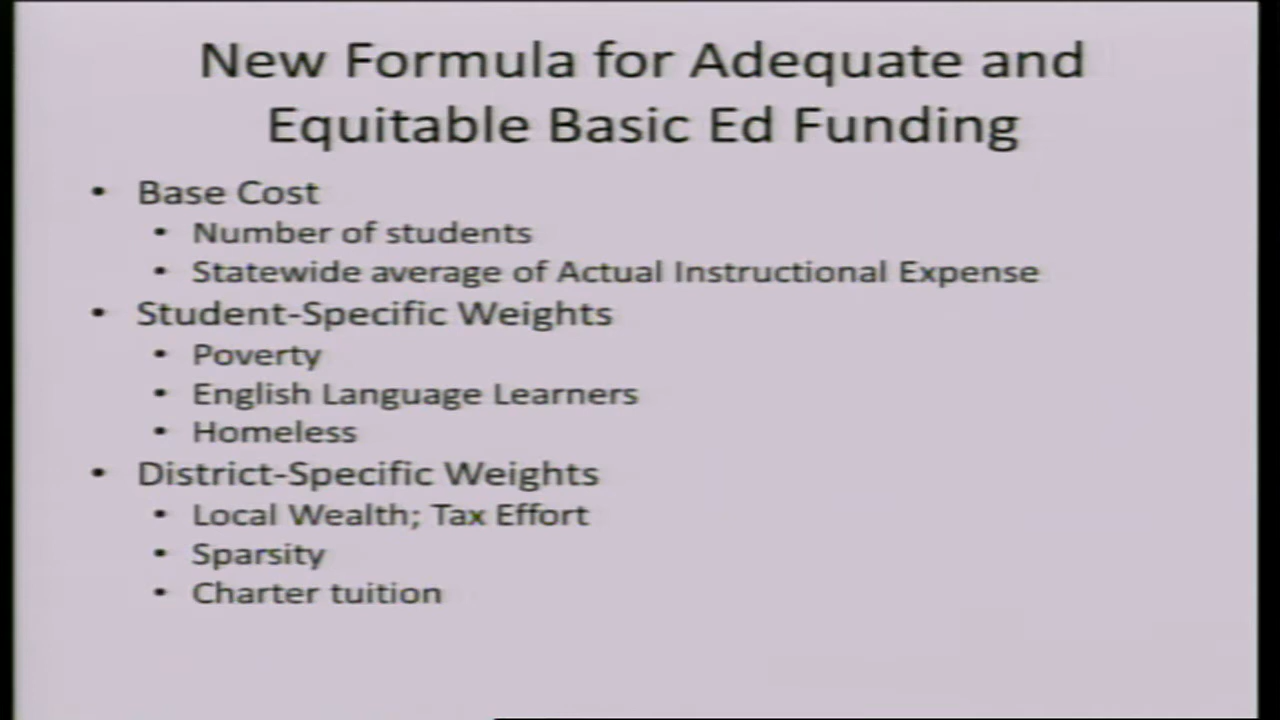 New Formula for Adequate and
Equitable Basic Ed Funding
• Base Cost
• Number of students
• Statewide average of Actual Instructional Expense
• Student-Specific Weights
• Poverty
• English Language Learners
• Homeless
• District-Specific Weights
• Local Wealth; Tax Effort
• Sparsity
• Charter tuition